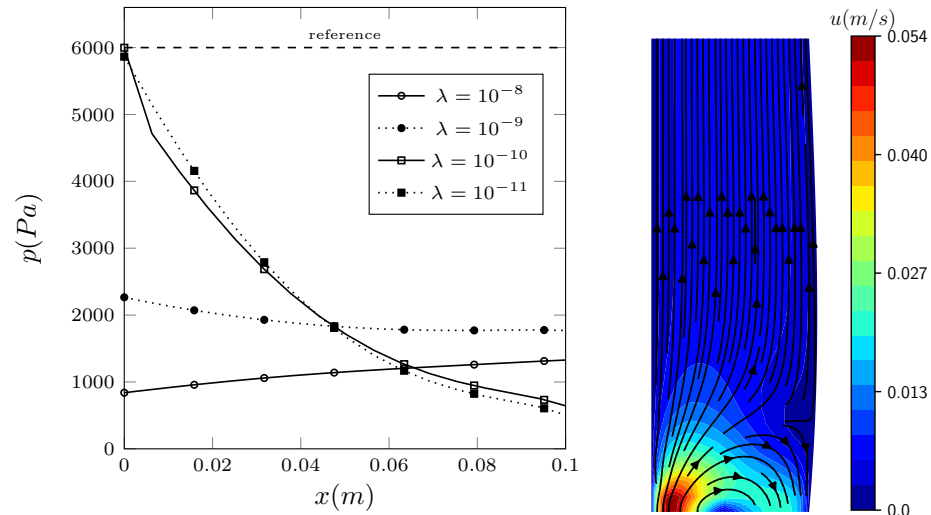 reference
6000
5000
4000
3000
2000
1000
0
p(Pa)
λ = 10⁻⁸
λ = 10⁻⁹
λ = 10⁻¹⁰
λ = 10⁻¹¹
0 0.02 0.04 0.06 0.08 0.1
x(m)
u(m/s)
0.054
0.040
0.027
0.013
0.0